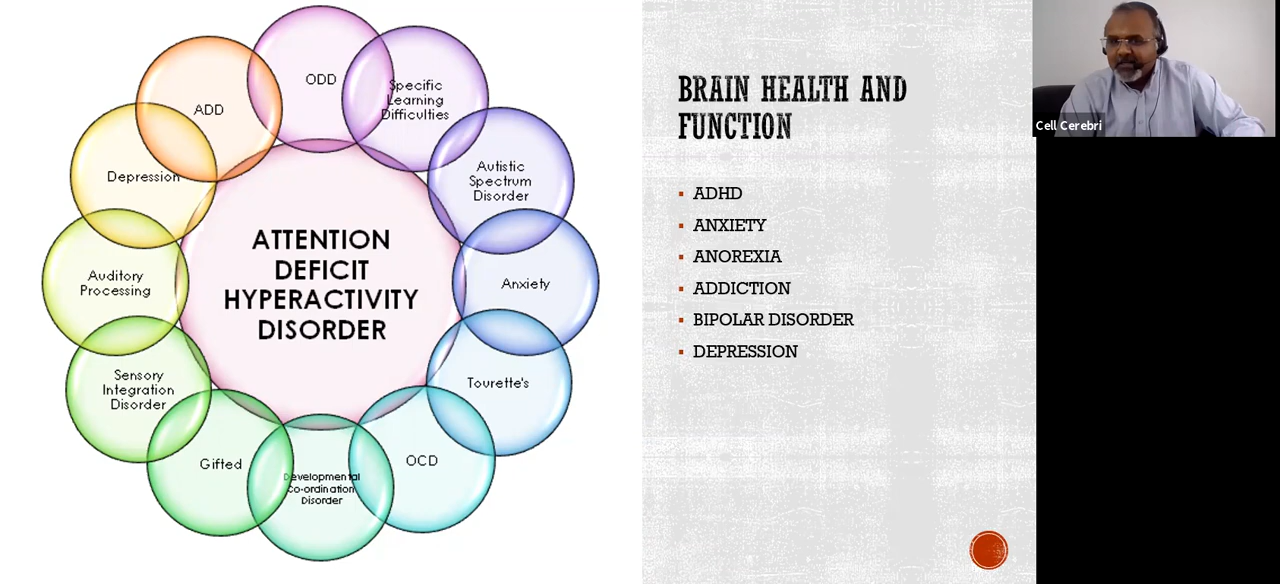 ODD
Specific
Learning
Difficulties
ADD
Autistic
Spectrum
Disorder
Depression
ATTENTION
DEFICIT
HYPERACTIVITY
DISORDER
Auditory
Processing
Anxiety
Sensory
Integration
Disorder
Tourette's
Gifted
Developmental
Co-ordination
Disorder
OCD
BRAIN HEALTH AND
FUNCTION
ADHD
ANXIETY
ANOREXIA
ADDICTION
BIPOLAR DISORDER
DEPRESSION
Cell Cerebri